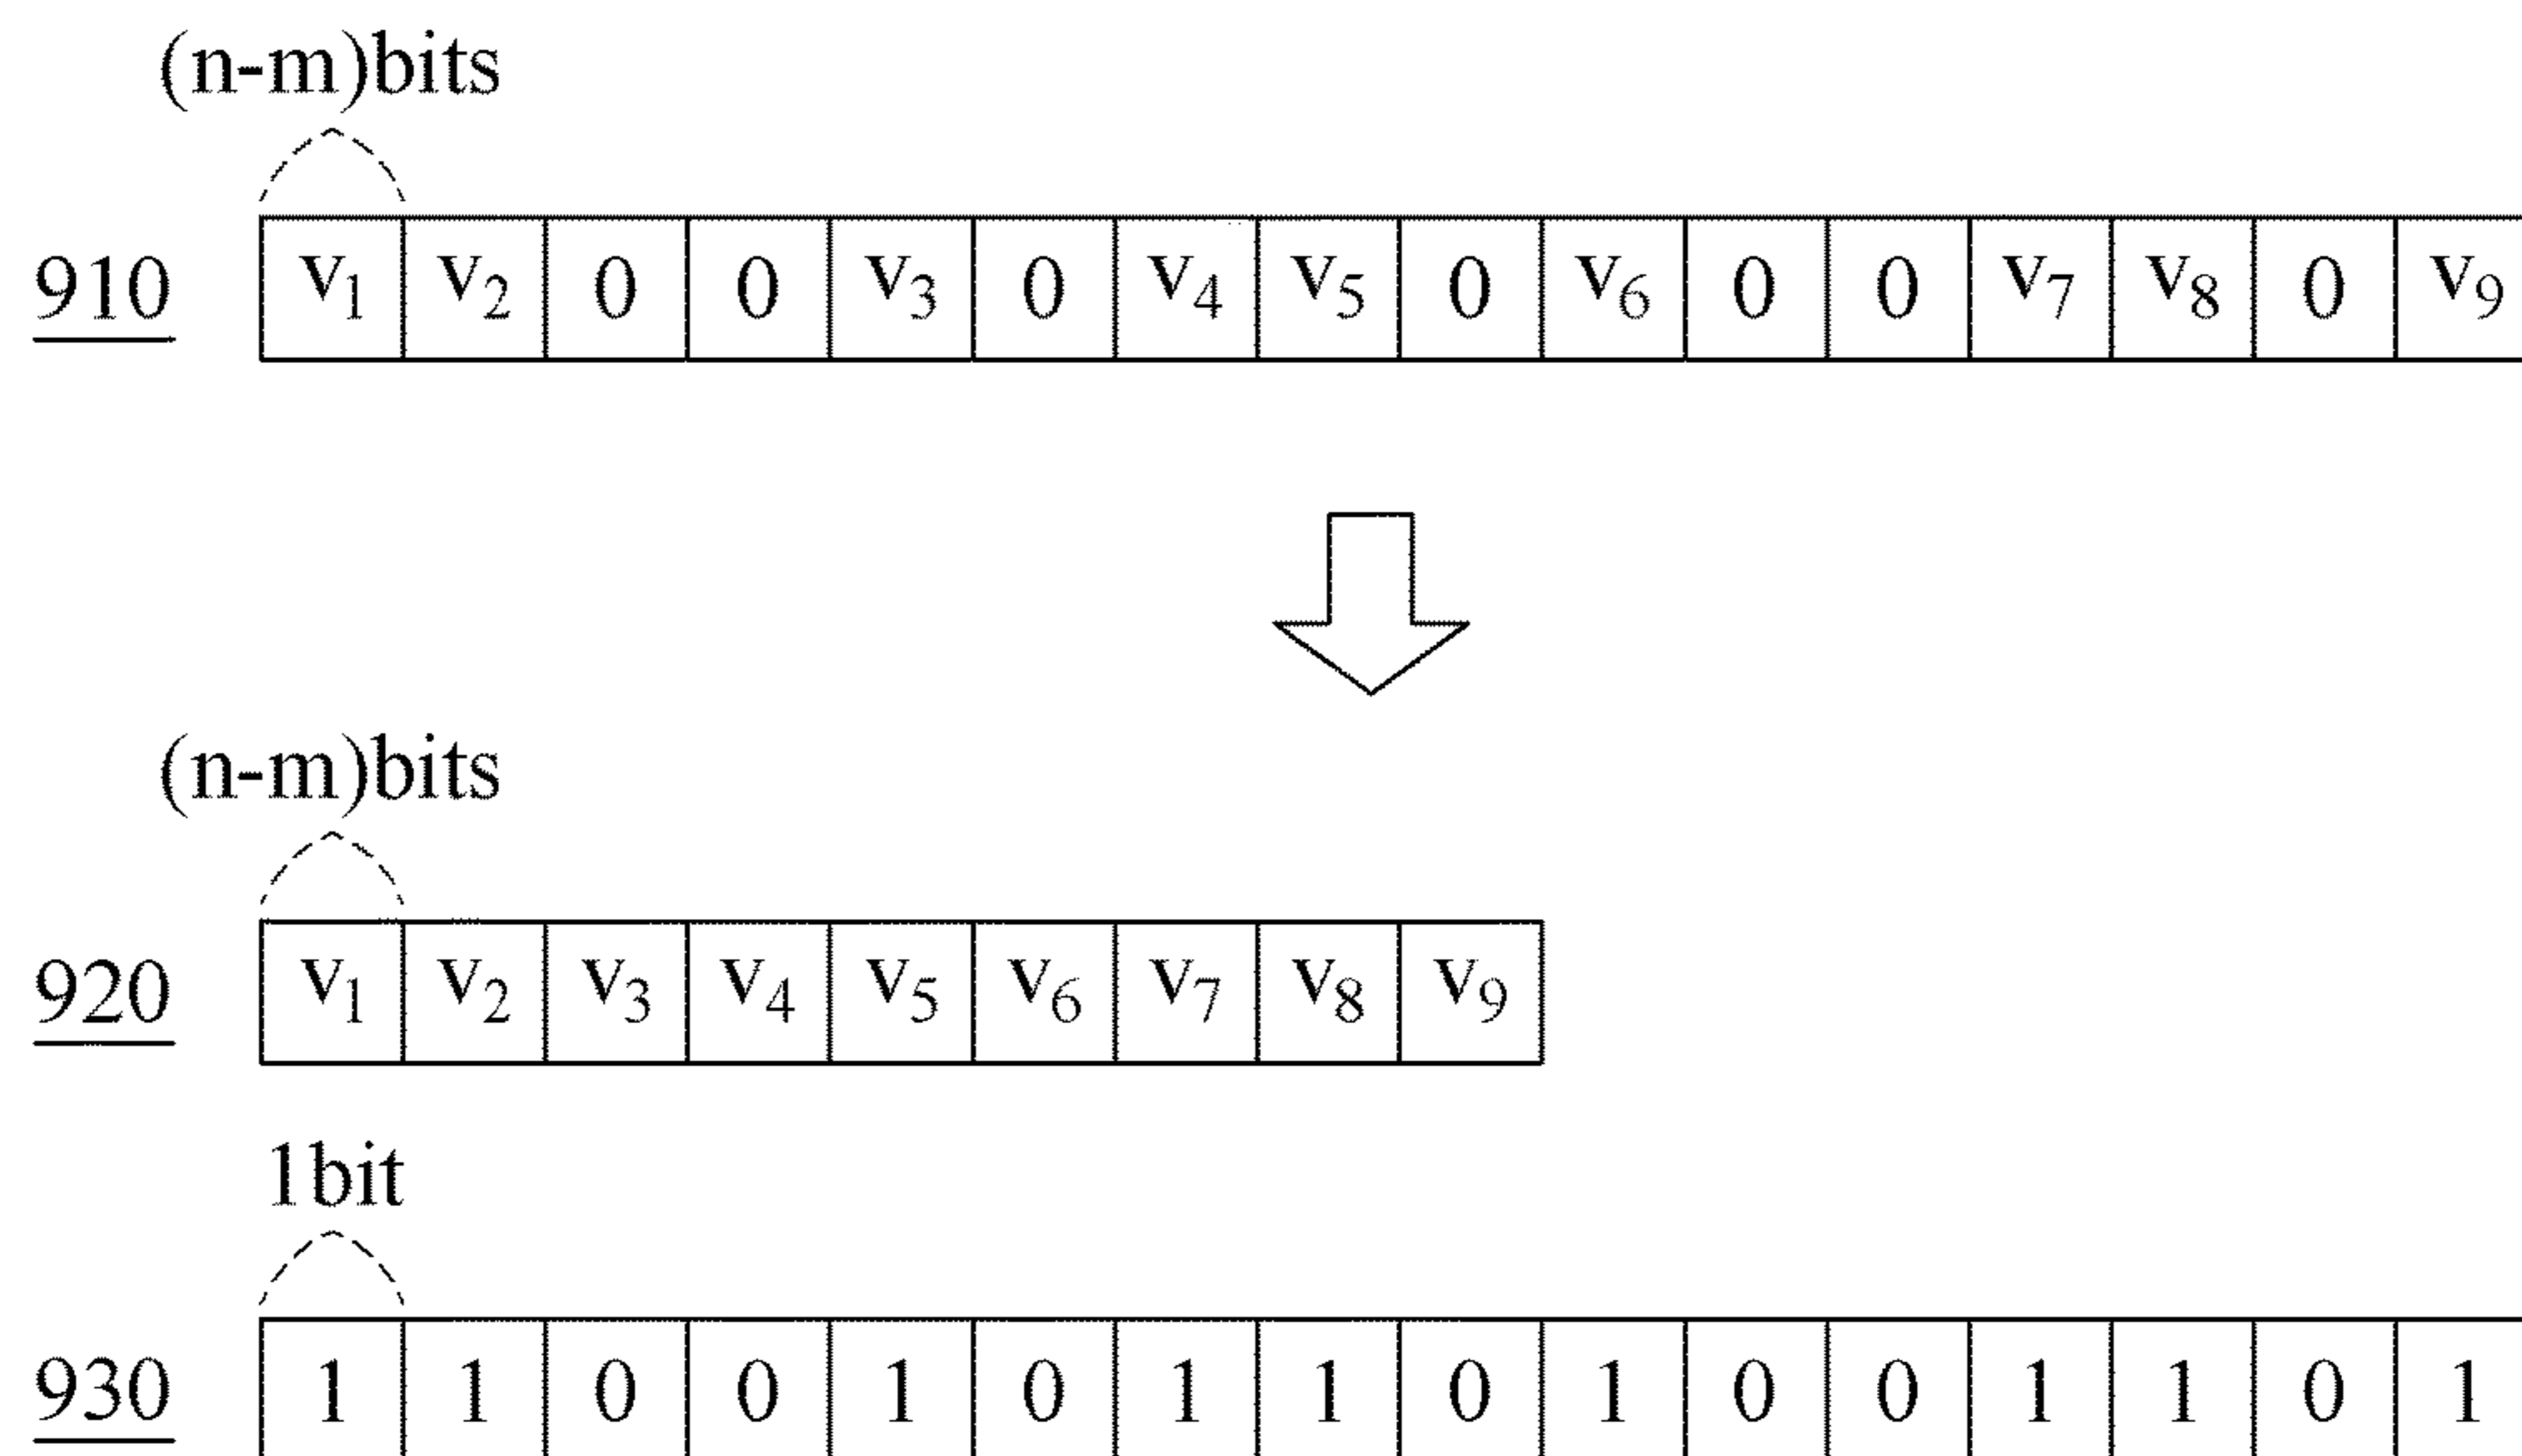 (n-m)bits
910 v₁ v₂ 0 0 v₃ 0 v₄ v₅ 0 v₆ 0 0 v₇ v₈ 0 v₉
(n-m)bits
920 v₁ v₂ v₃ v₄ v₅ v₆ v₇ v₈ v₉
1bit
930 1 1 0 0 1 0 1 1 0 1 0 0 1 1 0 1